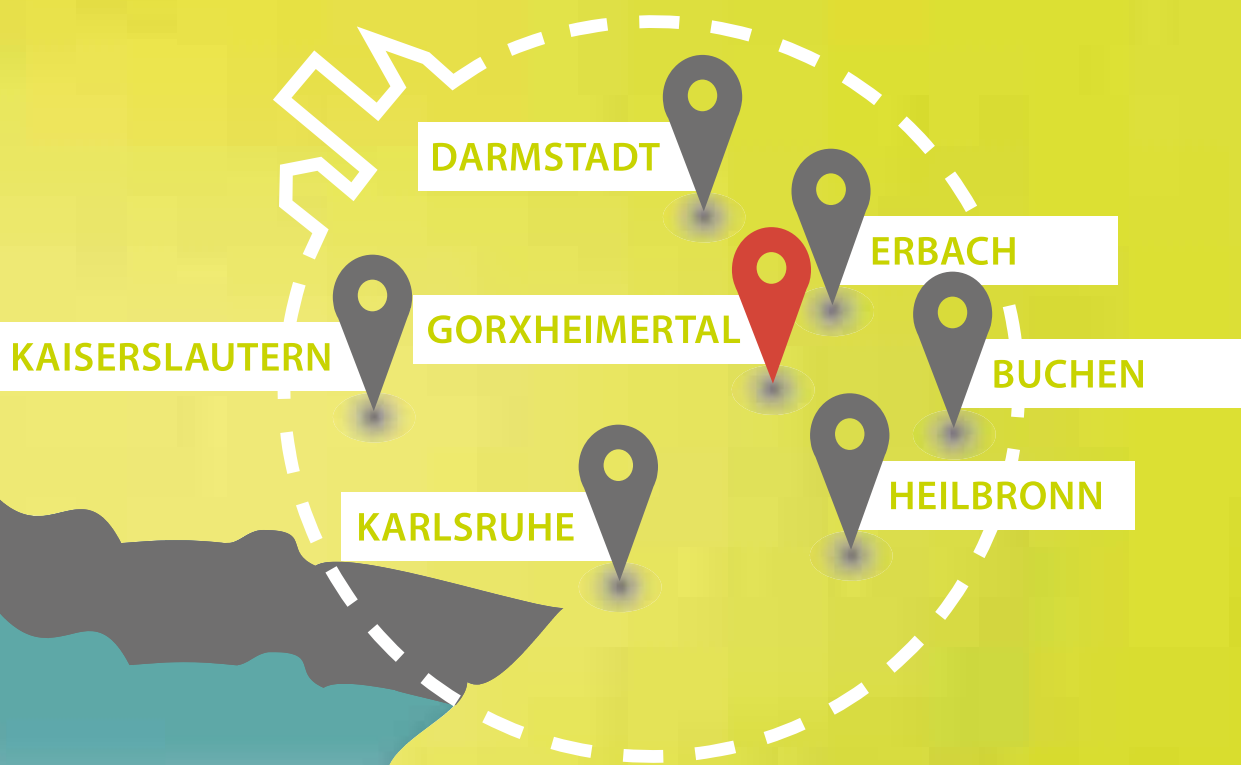 DARMSTADT
ERBACH
GORXHEIMERTAL
KAISERSLAUTERN
BUCHEN
HEILBRONN
KARLSRUHE